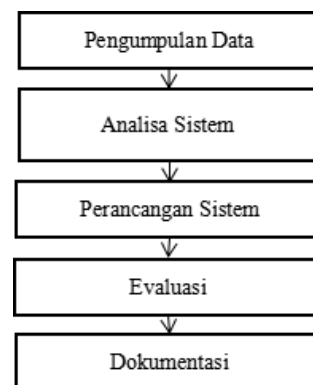 Pengumpulan Data
Analisa Sistem
Perancangan Sistem
Evaluasi
Dokumentasi